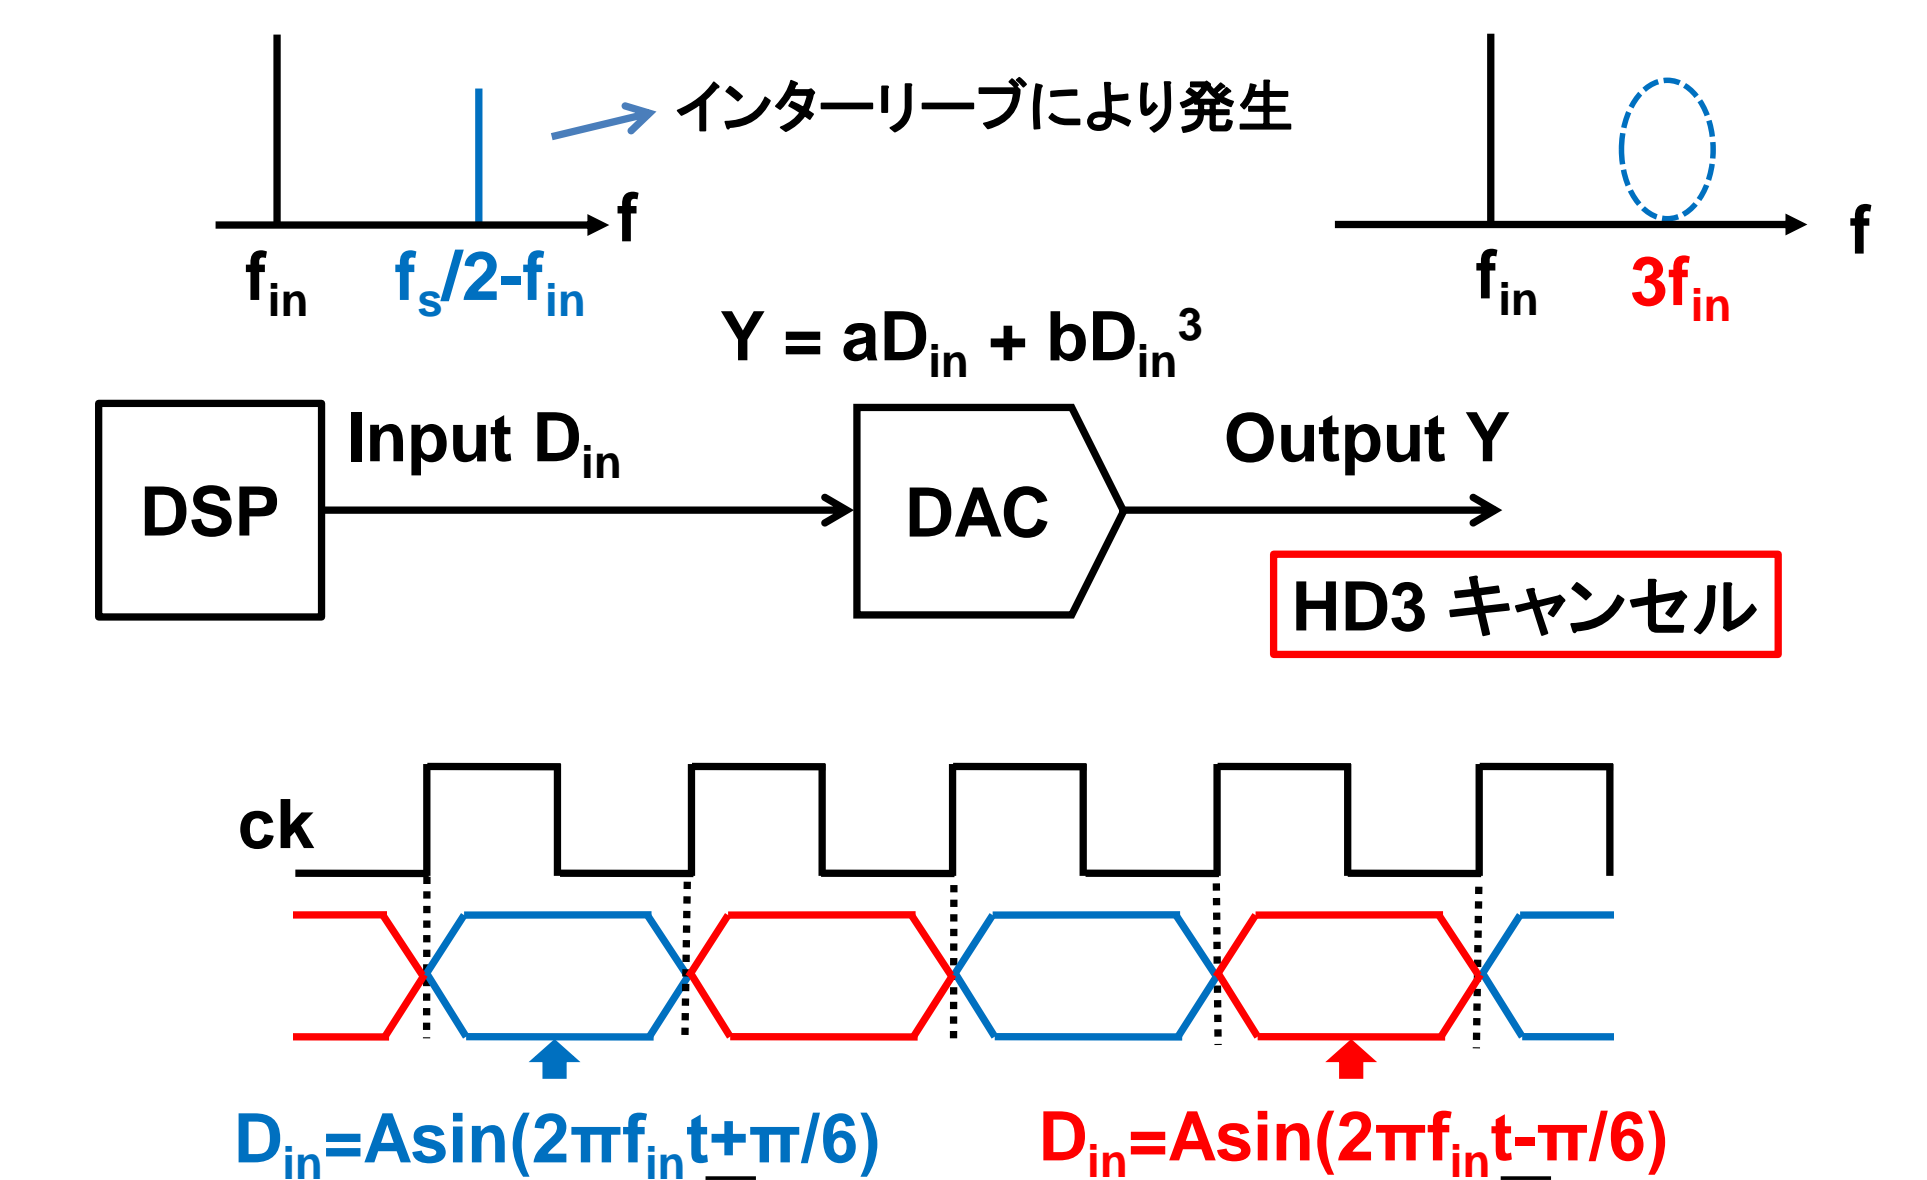 インターリーブにより発生
f
f
fin
fs/2-fin
fin
3fin
Y = aDin + bDin³
Input Din
Output Y
DSP
DAC
HD3 キャンセル
ck
Din=Asin(2πfint+π/6)
Din=Asin(2πfint-π/6)